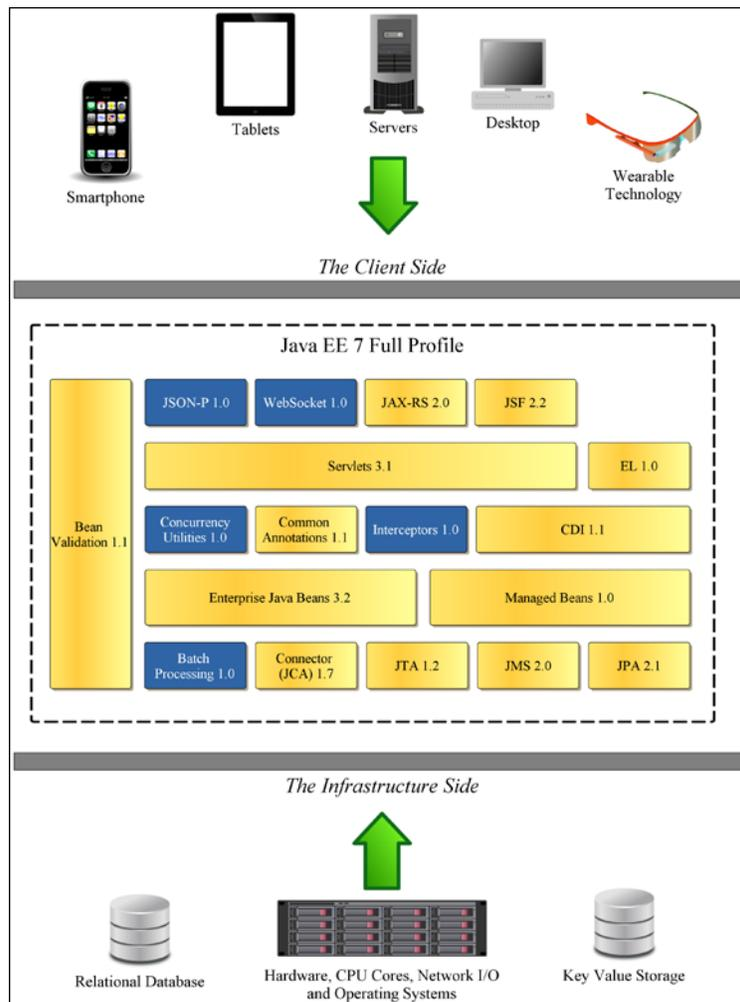 Tablets
Servers
Desktop
Smartphone
Wearable
Technology
The Client Side
Java EE 7 Full Profile
JSON-P 1.0
WebSocket 1.0
JAX-RS 2.0
JSF 2.2
Servlets 3.1
EL 1.0
Bean
Validation 1.1
Concurrency
Utilities 1.0
Common
Annotations 1.1
Interceptors 1.0
CDI 1.1
Enterprise Java Beans 3.2
Managed Beans 1.0
Batch
Processing 1.0
Connector
(JCA) 1.7
JTA 1.2
JMS 2.0
JPA 2.1
The Infrastructure Side
Relational Database
Hardware, CPU Cores, Network I/O
and Operating Systems
Key Value Storage